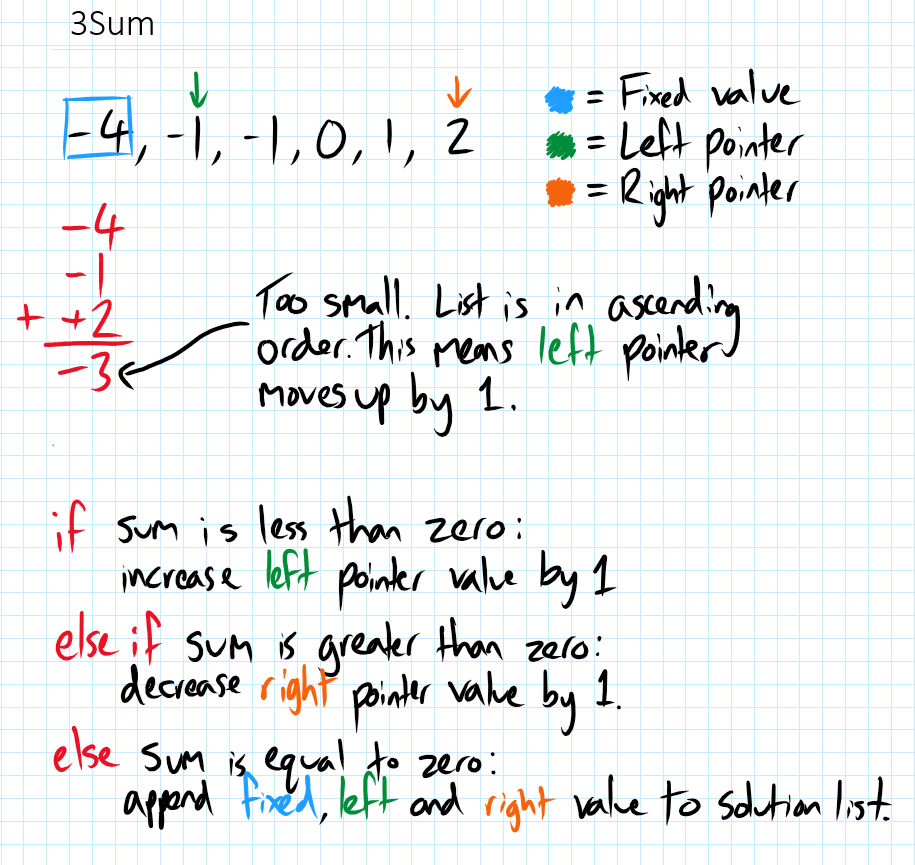 3Sum
-4, -1, -1, 0, 1, 2
= Fixed value
= Left pointer
= Right pointer
-4
-1
+ +2
-3
Too small. List is in ascending
order. This means left pointer
moves up by 1.
if sum is less than zero:
increase left pointer value by 1
else if sum is greater than zero:
decrease right pointer value by 1.
else sum is equal to zero:
append fixed, left and right value to solution list.